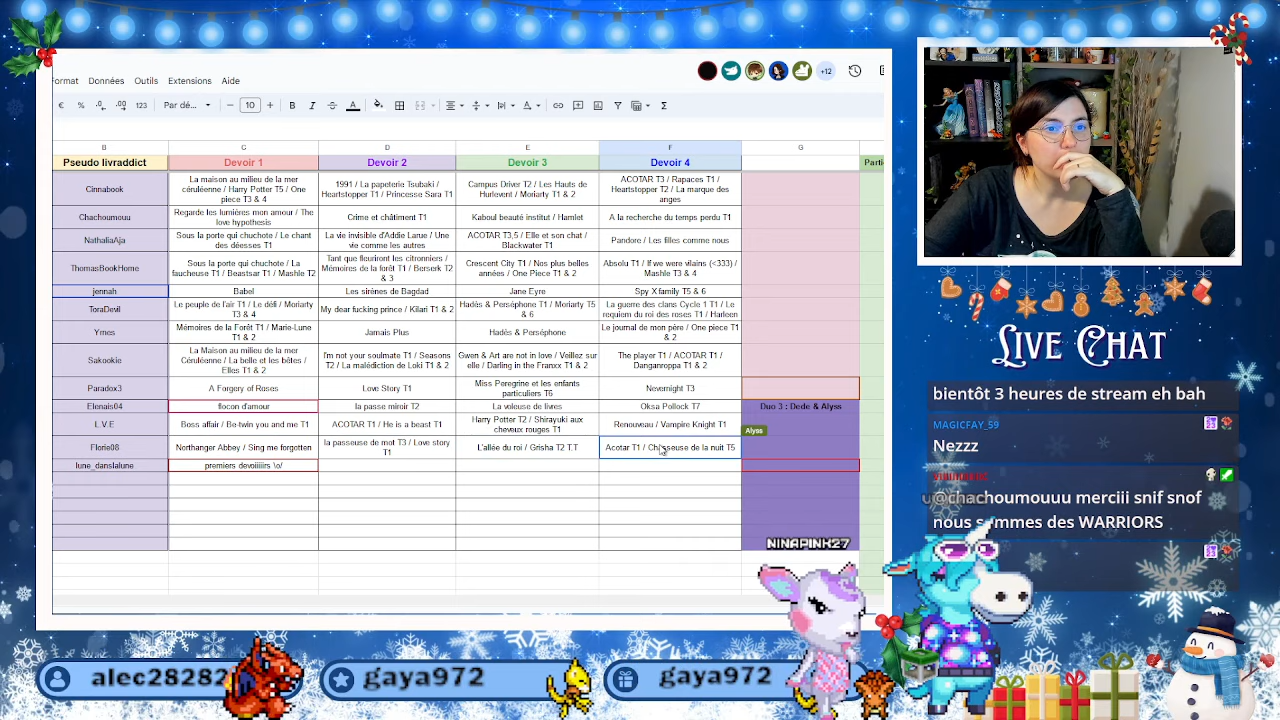 ormat Données Outils Extensions Aide
+12
€ % .0 .00 123 Par dé... − 10 + B I A
B C D E F G
Pseudo livraddict Devoir 1 Devoir 2 Devoir 3 Devoir 4 Parti
Cinnabook
La maison au milieu de la mer
céruléenne / Harry Potter T5 / One
piece T3 & 4
1991 / La papeterie Tsubaki /
Heartstopper T1 / Princesse Sara T1
Campus Driver T2 / Les Hauts de
Hurlevent / Moriarty T1 & 2
ACOTAR T3 / Rapaces T1 /
Heartstopper T2 / La marque des
anges
Chachoumouu
Regarde les lumières mon amour / The
love hypothesis
Crime et châtiment T1
Kaboul beauté institut / Hamlet
A la recherche du temps perdu T1
NathaliaAja
Sous la porte qui chuchote / Le chant
des déesses T1
La vie invisible d'Addie Larue / Une
vie comme les autres
ACOTAR T3,5 / Elle et son chat /
Blackwater T1
Pandore / Les filles comme nous
ThomasBookHome
Sous la porte qui chuchote / La
faucheuse T1 / Beastsar T1 / Mashle T2
Tant que fleuriront les citronniers /
Mémoires de la forêt T1 / Berserk T2
& 3
Crescent City T1 / Nos plus belles
années / One Piece T1 & 2
Absolu T1 / If we were vilains (<333) /
Mashle T3 & 4
jennah
Babel
Les sirènes de Bagdad
Jane Eyre
Spy X family T5 & 6
ToraDevil
Le peuple de l'air T1 / Le défi / Moriarty
T3 & 4
My dear fucking prince / Kilari T1 & 2
Hadès & Perséphone T1 / Moriarty T5
& 6
La guerre des clans Cycle 1 T1 / Le
requiem du roi des roses T1 / Harleen
Ymes
Mémoires de la Forêt T1 / Marie-Lune
T1 & 2
Jamais Plus
Hadès & Perséphone
Le journal de mon père / One piece T1
& 2
Sakookie
La Maison au milieu de la mer
Céruléenne / La belle et les bêtes /
Elles T1 & 2
I'm not your soulmate T1 / Seasons
T2 / La malédiction de Loki T1 & 2
Gwen & Art are not in love / Veillez sur
elle / Darling in the Franxx T1 & 2
The player T1 / ACOTAR T1 /
Danganroppa T1 & 2
Paradox3
A Forgery of Roses
Love Story T1
Miss Peregrine et les enfants
particuliers T6
Nevernight T3
Elenais04
flocon d'amour
la passe miroir T2
La voleuse de livres
Oksa Pollock T7
Duo 3 : Dede & Alyss
L.V.E
Boss affair / Be-twin you and me T1
ACOTAR T1 / He is a beast T1
Harry Potter T2 / Shirayuki aux
cheveux rouges T1
Renouveau / Vampire Knight T1
Alyss
Florie08
Northanger Abbey / Sing me forgotten
la passeuse de mot T3 / Love story
T1
L'allée du roi / Grisha T2 TT
Acotar T1 / Chasseuse de la nuit T5
lune_danslalune
premiers devoiiiiirs \o/
NINAPINK27
LIVE CHAT
bientôt 3 heures de stream eh bah
MAGICFAY_59
Nezzz
@chachoumouuu merciii snif snof
nous sommes des WARRIORS
alec28282
gaya972
gaya972